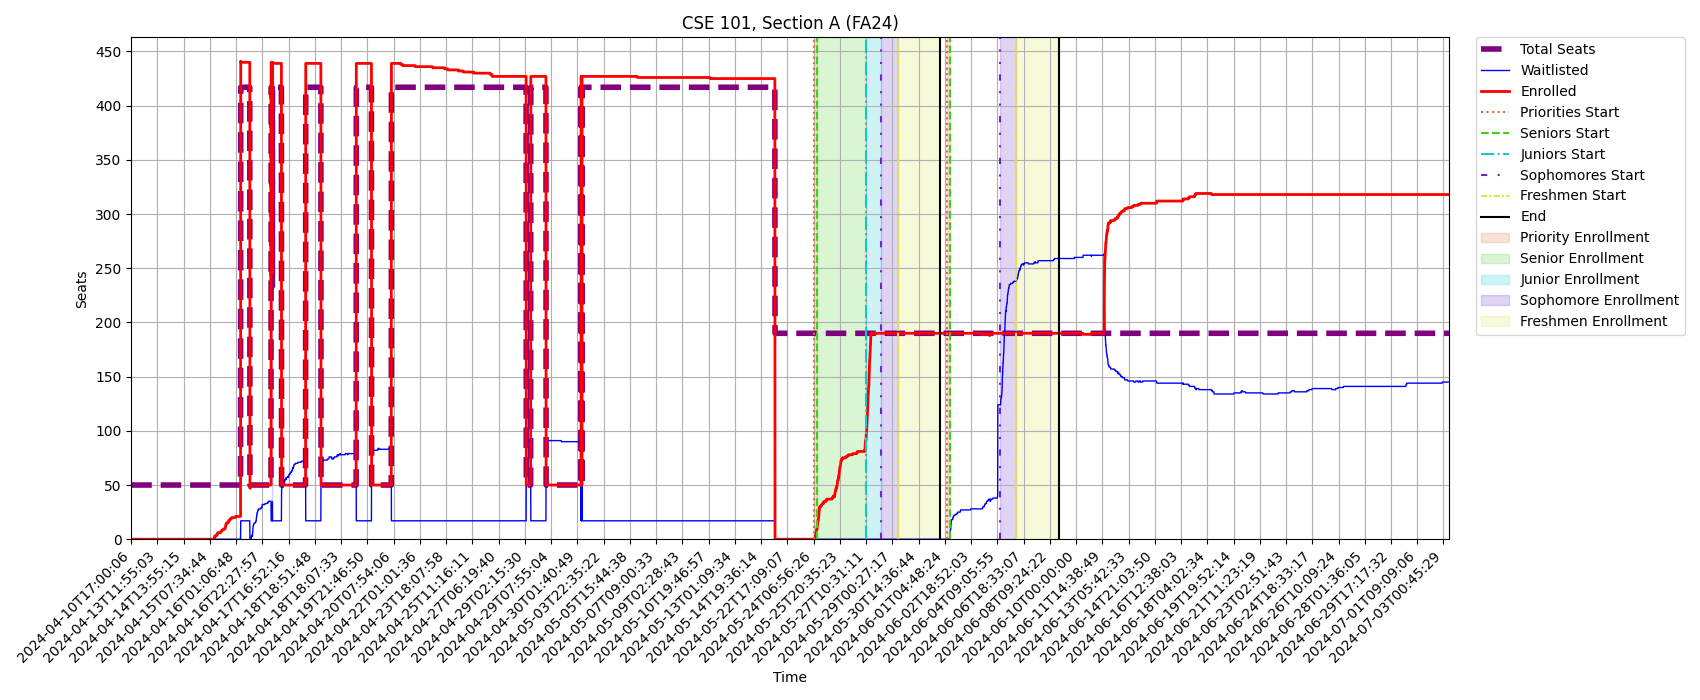 CSE 101, Section A (FA24)
Seats
450
400
350
300
250
200
150
100
50
0
2024-04-10T17:00:06
2024-04-13T11:55:03
2024-04-14T13:55:15
2024-04-15T07:34:44
2024-04-16T01:06:48
2024-04-16T22:27:57
2024-04-17T16:52:16
2024-04-18T18:51:48
2024-04-18T18:07:33
2024-04-19T21:46:50
2024-04-20T07:54:06
2024-04-22T01:01:36
2024-04-23T18:07:58
2024-04-25T11:16:11
2024-04-27T06:19:40
2024-04-29T02:15:30
2024-04-29T07:55:04
2024-04-30T01:40:49
2024-05-03T22:35:22
2024-05-05T15:44:38
2024-05-07T09:00:33
2024-05-09T02:28:43
2024-05-10T19:46:57
2024-05-13T01:09:34
2024-05-14T19:36:14
2024-05-22T17:09:07
2024-05-24T06:56:26
2024-05-25T20:35:23
2024-05-27T10:31:11
2024-05-29T00:27:17
2024-05-30T14:36:44
2024-06-01T04:48:24
2024-06-02T18:52:03
2024-06-04T09:05:55
2024-06-06T18:33:07
2024-06-08T09:24:22
2024-06-10T00:00:00
2024-06-11T14:38:49
2024-06-13T05:42:33
2024-06-14T21:03:50
2024-06-16T12:38:03
2024-06-18T04:02:34
2024-06-19T19:52:14
2024-06-21T11:23:19
2024-06-23T02:51:43
2024-06-24T18:33:17
2024-06-26T10:09:24
2024-06-28T01:36:05
2024-06-29T17:17:32
2024-07-01T09:09:06
2024-07-03T00:45:29
Time
Total Seats
Waitlisted
Enrolled
Priorities Start
Seniors Start
Juniors Start
Sophomores Start
Freshmen Start
End
Priority Enrollment
Senior Enrollment
Junior Enrollment
Sophomore Enrollment
Freshmen Enrollment